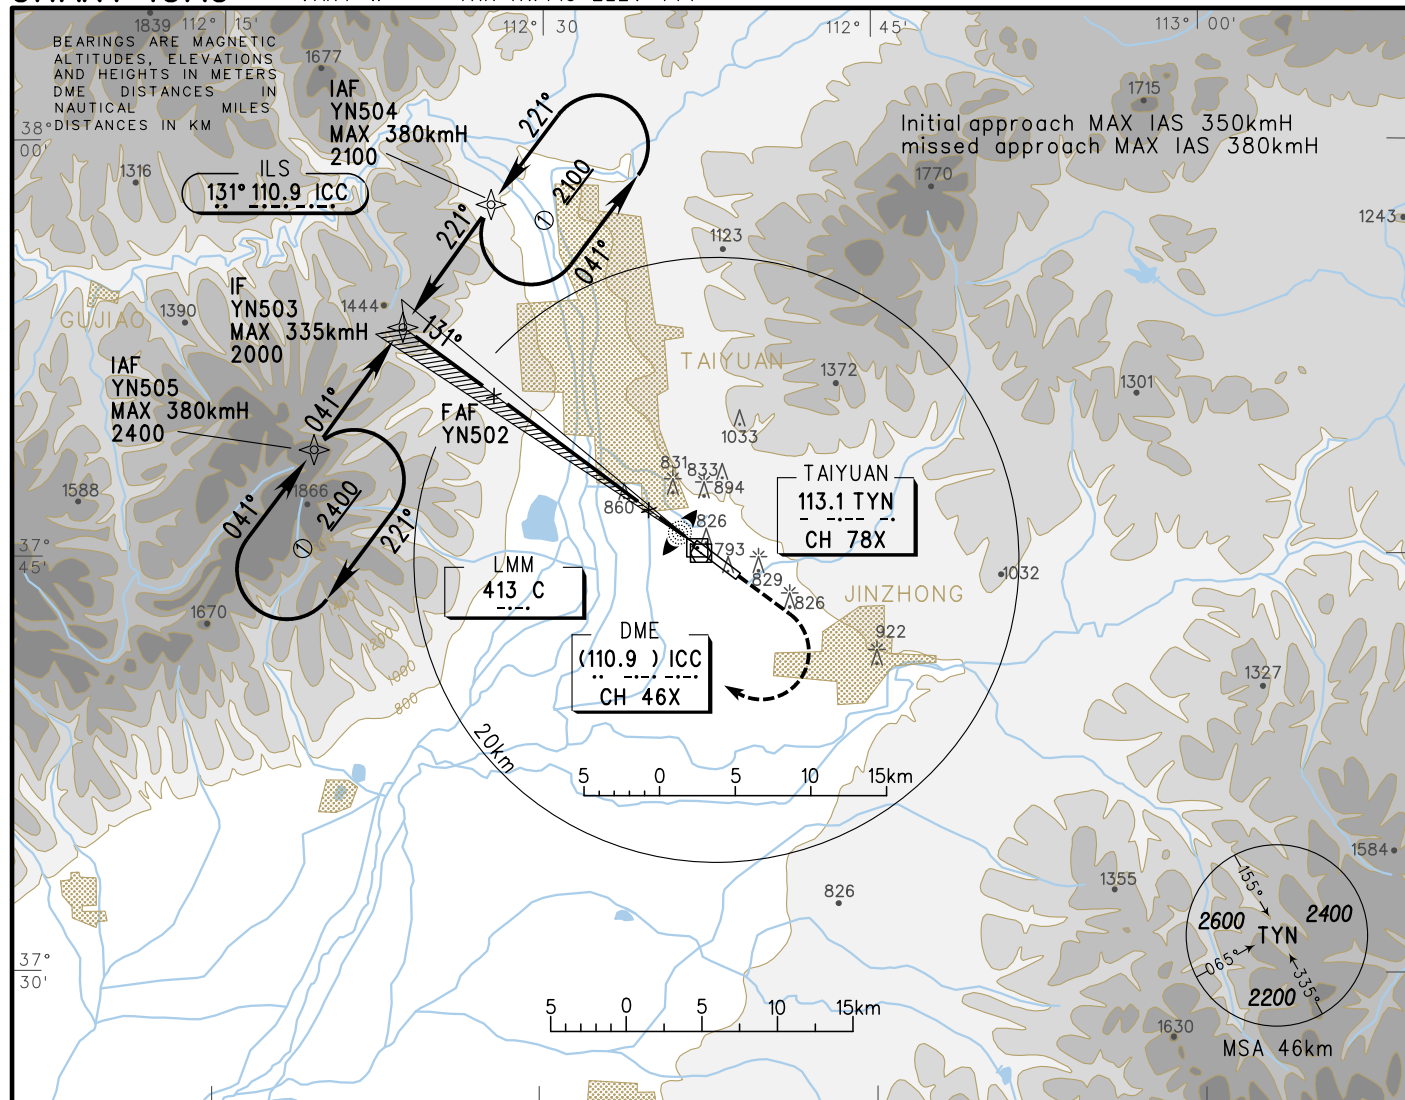 112° 15'
112° 30'
112° 45'
113° 00'
1839
BEARINGS ARE MAGNETIC
ALTITUDES, ELEVATIONS
AND HEIGHTS IN METERS
DME DISTANCES IN
NAUTICAL MILES
DISTANCES IN KM
1677
IAF
YN504
MAX 380kmH
2100
221°
Initial approach MAX IAS 350kmH
missed approach MAX IAS 380kmH
1715
38°
00'
1316
ILS
131° 110.9 ICC
1 2100
041°
221°
1770
1243
1123
IF
YN503
MAX 335kmH
2000
1444
1390
GUJIAO
131°
TAIYUAN
1372
1301
IAF
YN505
MAX 380kmH
2400
041°
FAF
YN502
1033
831
833
894
860
826
793
829
826
TAIYUAN
113.1 TYN
CH 78X
1588
1866
041°
1 2400
221°
37°
45'
1670
LMM
413 C
1032
JINZHONG
922
DME
(110.9 ) ICC
CH 46X
1327
1200
1000
800
20km
5 0 5 10 15km
826
1355
1584
155°
2600
2400
TYN
065°
335°
2200
MSA 46km
37°
30'
5 0 5 10 15km
1630